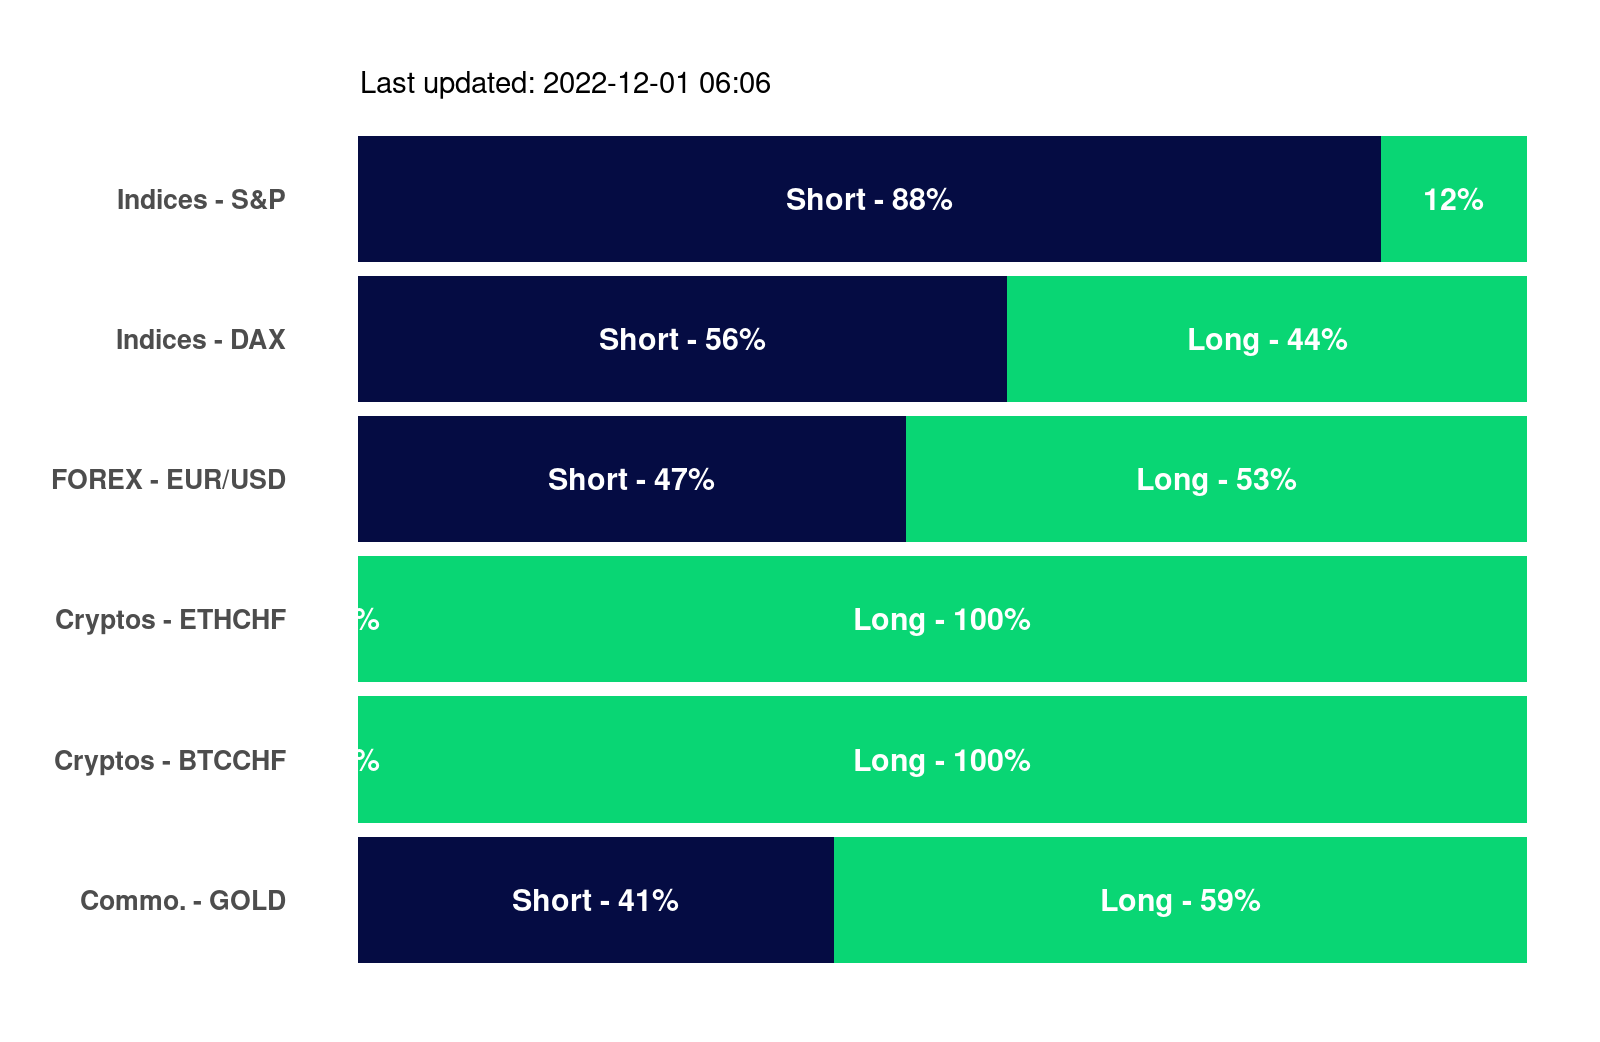 Last updated: 2022-12-01 06:06
Indices - S&P Short - 88% 12%
Indices - DAX Short - 56% Long - 44%
FOREX - EUR/USD Short - 47% Long - 53%
Cryptos - ETHCHF % Long - 100%
Cryptos - BTCCHF % Long - 100%
Commo. - GOLD Short - 41% Long - 59%